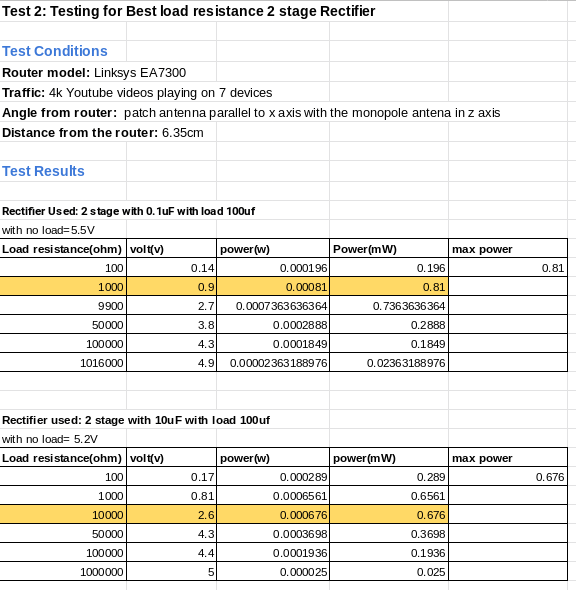 Test 2: Testing for Best load resistance 2 stage Rectifier
Test Conditions
Router model: Linksys EA7300
Traffic: 4k Youtube videos playing on 7 devices
Angle from router: patch antenna parallel to x axis with the monopole antena in z axis
Distance from the router: 6.35cm
Test Results
Rectifier Used: 2 stage with 0.1uF with load 100uf
with no load=5.5V
Load resistance(ohm) volt(v) power(w) Power(mW) max power
100 0.14 0.000196 0.196 0.81
1000 0.9 0.00081 0.81
9900 2.7 0.0007363636364 0.7363636364
50000 3.8 0.0002888 0.2888
100000 4.3 0.0001849 0.1849
1016000 4.9 0.00002363188976 0.02363188976
Rectifier used: 2 stage with 10uF with load 100uf
with no load= 5.2V
Load resistance(ohm) volt(v) power(w) power(mW) max power
100 0.17 0.000289 0.289 0.676
1000 0.81 0.0006561 0.6561
10000 2.6 0.000676 0.676
50000 4.3 0.0003698 0.3698
100000 4.4 0.0001936 0.1936
1000000 5 0.000025 0.025